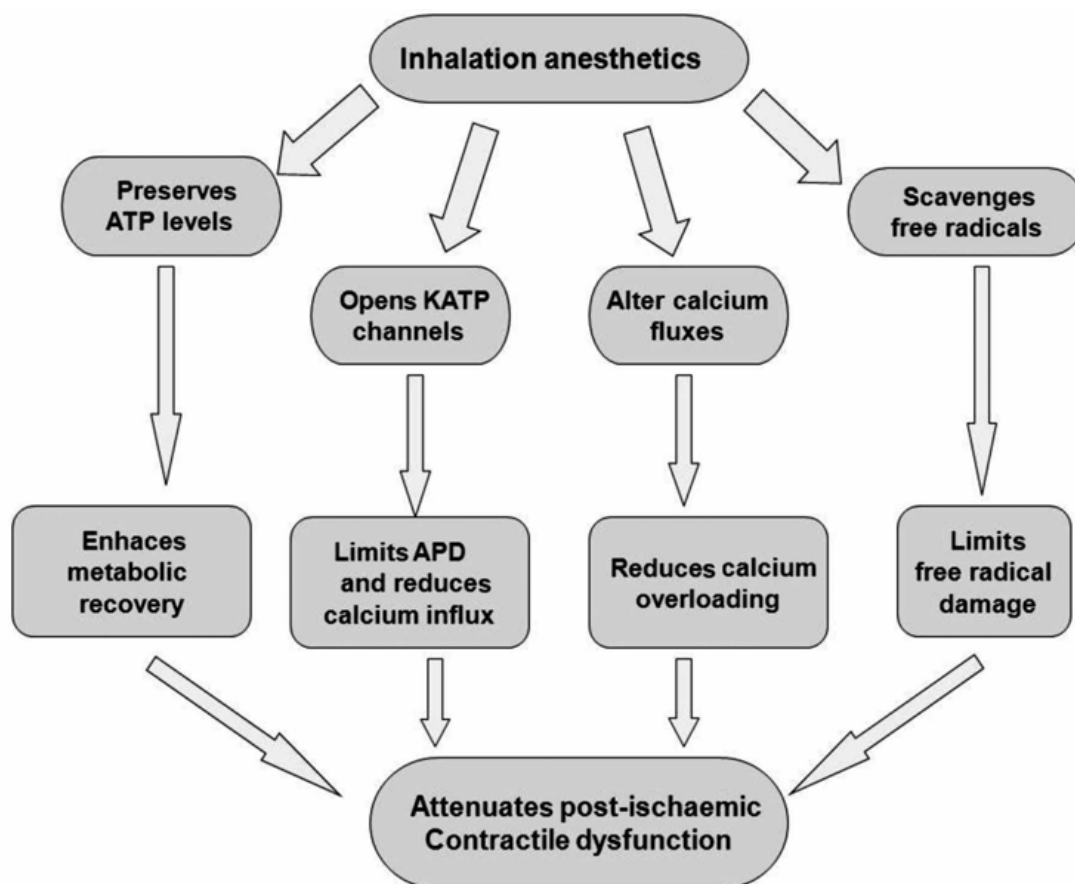 Inhalation anesthetics
Preserves
ATP levels
Scavenges
free radicals
Opens KATP
channels
Alter calcium
fluxes
Enhaces
metabolic
recovery
Limits APD
and reduces
calcium influx
Reduces calcium
overloading
Limits
free radical
damage
Attenuates post-ischaemic
Contractile dysfunction